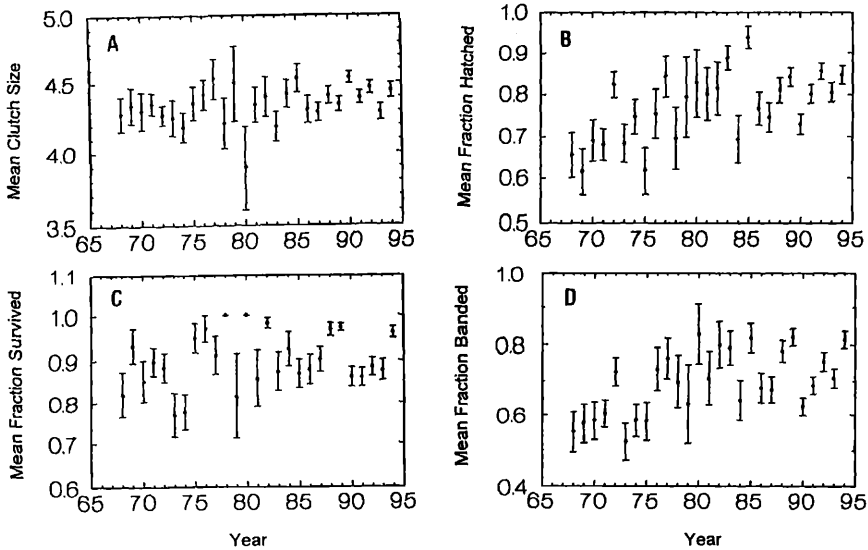 A
Mean Clutch Size
5.0
4.5
4.0
3.5
65 70 75 80 85 90 95
B
Mean Fraction Hatched
1.0
0.9
0.8
0.7
0.6
0.5
65 70 75 80 85 90 95
C
Mean Fraction Survived
1.1
1.0
0.9
0.8
0.7
0.6
65 70 75 80 85 90 95
Year
D
Mean Fraction Banded
1.0
0.8
0.6
0.4
65 70 75 80 85 90 95
Year